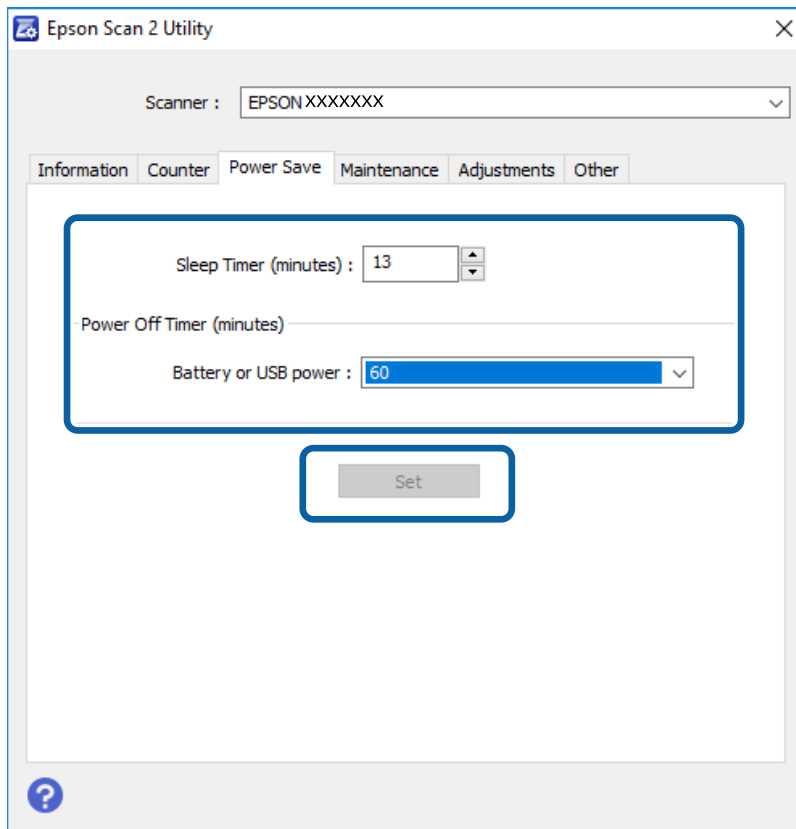 Epson Scan 2 Utility
Scanner : EPSON XXXXXXX
Information Counter Power Save Maintenance Adjustments Other
Sleep Timer (minutes) : 13
Power Off Timer (minutes)
Battery or USB power : 60
Set
?